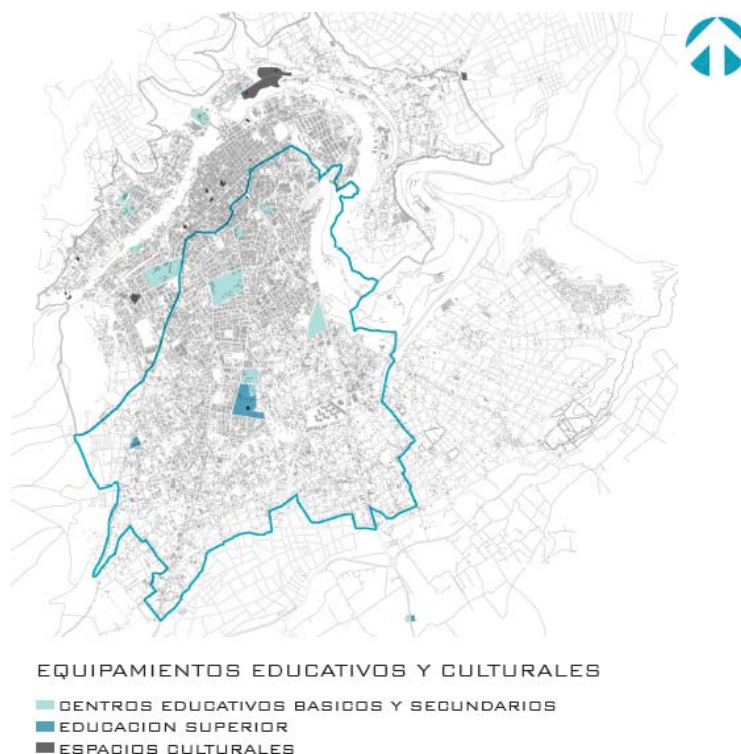 EQUIPAMIENTOS EDUCATIVOS Y CULTURALES
CENTROS EDUCATIVOS BASICOS Y SECUNDARIOS
EDUCACION SUPERIOR
ESPACIOS CULTURALES